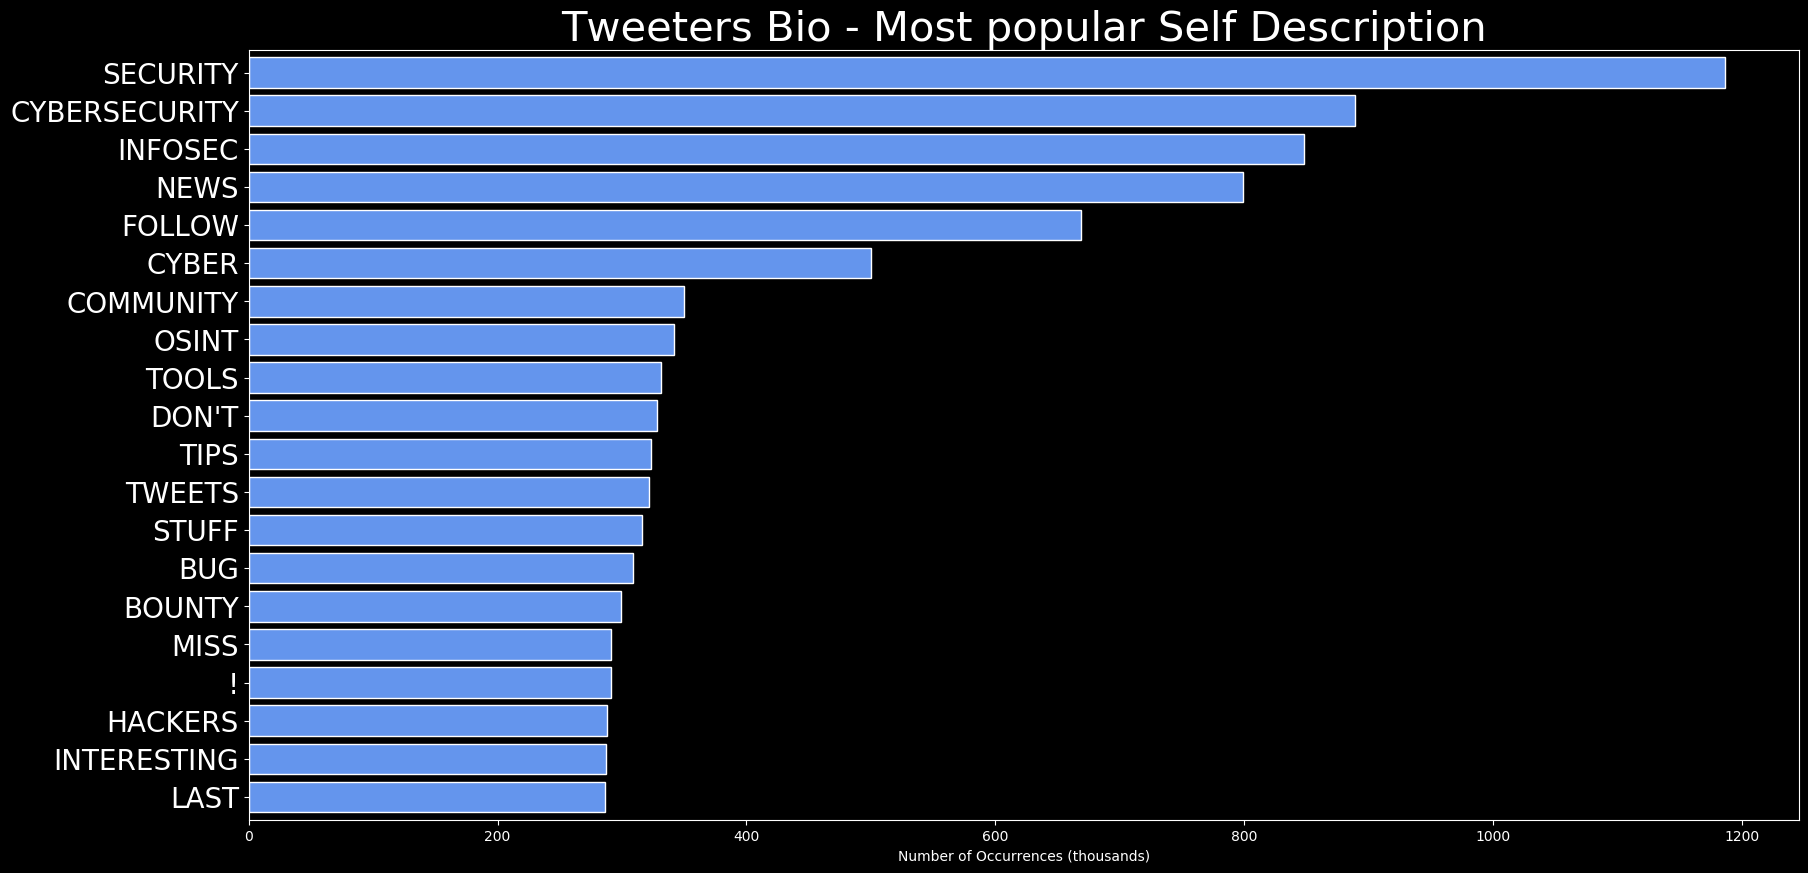 Tweeters Bio - Most popular Self Description
SECURITY
CYBERSECURITY
INFOSEC
NEWS
FOLLOW
CYBER
COMMUNITY
OSINT
TOOLS
DON'T
TIPS
TWEETS
STUFF
BUG
BOUNTY
MISS
!
HACKERS
INTERESTING
LAST
0 200 400 600 800 1000 1200
Number of Occurrences (thousands)